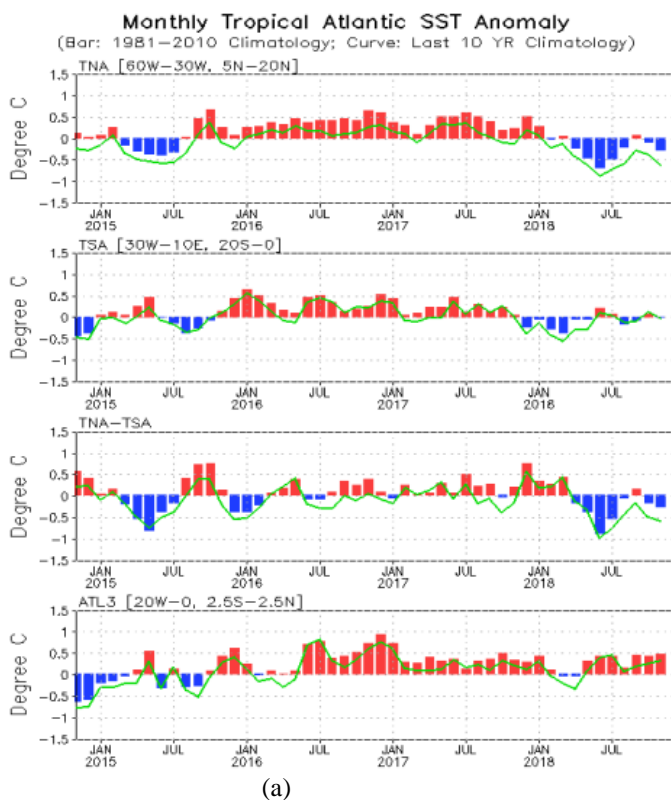 Monthly Tropical Atlantic SST Anomaly
(Bar: 1981-2010 Climatology; Curve: Last 10 YR Climatology)
TNA [60W-30W, 5N-20N]
Degree C
1.5
1
0.5
0
-0.5
-1
-1.5
JAN JUL JAN JUL JAN JUL JAN JUL
2015 2016 2017 2018
TSA [30W-10E, 20S-0]
Degree C
1.5
1
0.5
0
-0.5
-1
-1.5
JAN JUL JAN JUL JAN JUL JAN JUL
2015 2016 2017 2018
TNA-TSA
Degree C
1.5
1
0.5
0
-0.5
-1
-1.5
JAN JUL JAN JUL JAN JUL JAN JUL
2015 2016 2017 2018
ATL3 [20W-0, 2.5S-2.5N]
Degree C
1.5
1
0.5
0
-0.5
-1
-1.5
JAN JUL JAN JUL JAN JUL JAN JUL
2015 2016 2017 2018
(a)